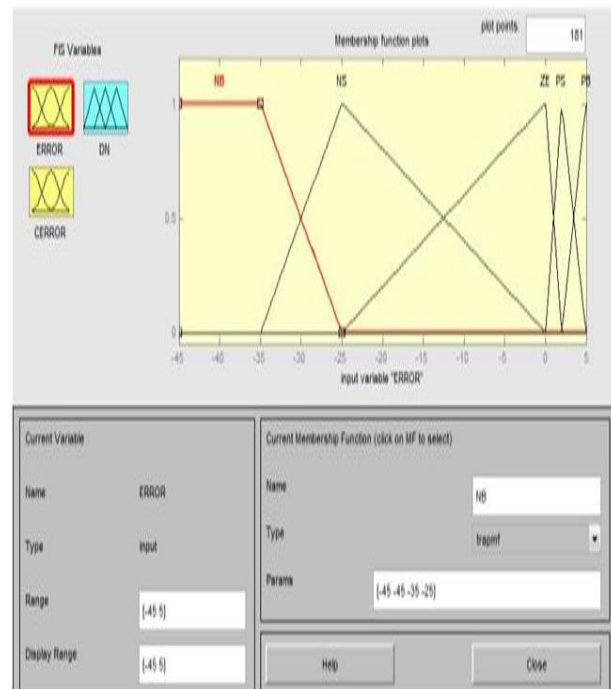 FIS Variables
Membership function plots
plot points:
181
ERROR
DN
CERROR
NB
NS
ZE
PS
PB
1
0.5
0
-45
-40
-35
-30
-25
-20
-15
-10
-5
0
5
input variable "ERROR"
Current Variable
Name
ERROR
Type
input
Range
[-45 5]
Display Range
[-45 5]
Current Membership Function (click on MF to select)
Name
NB
Type
trapmf
Params
[-45 -45 -35 -25]
Help
Close